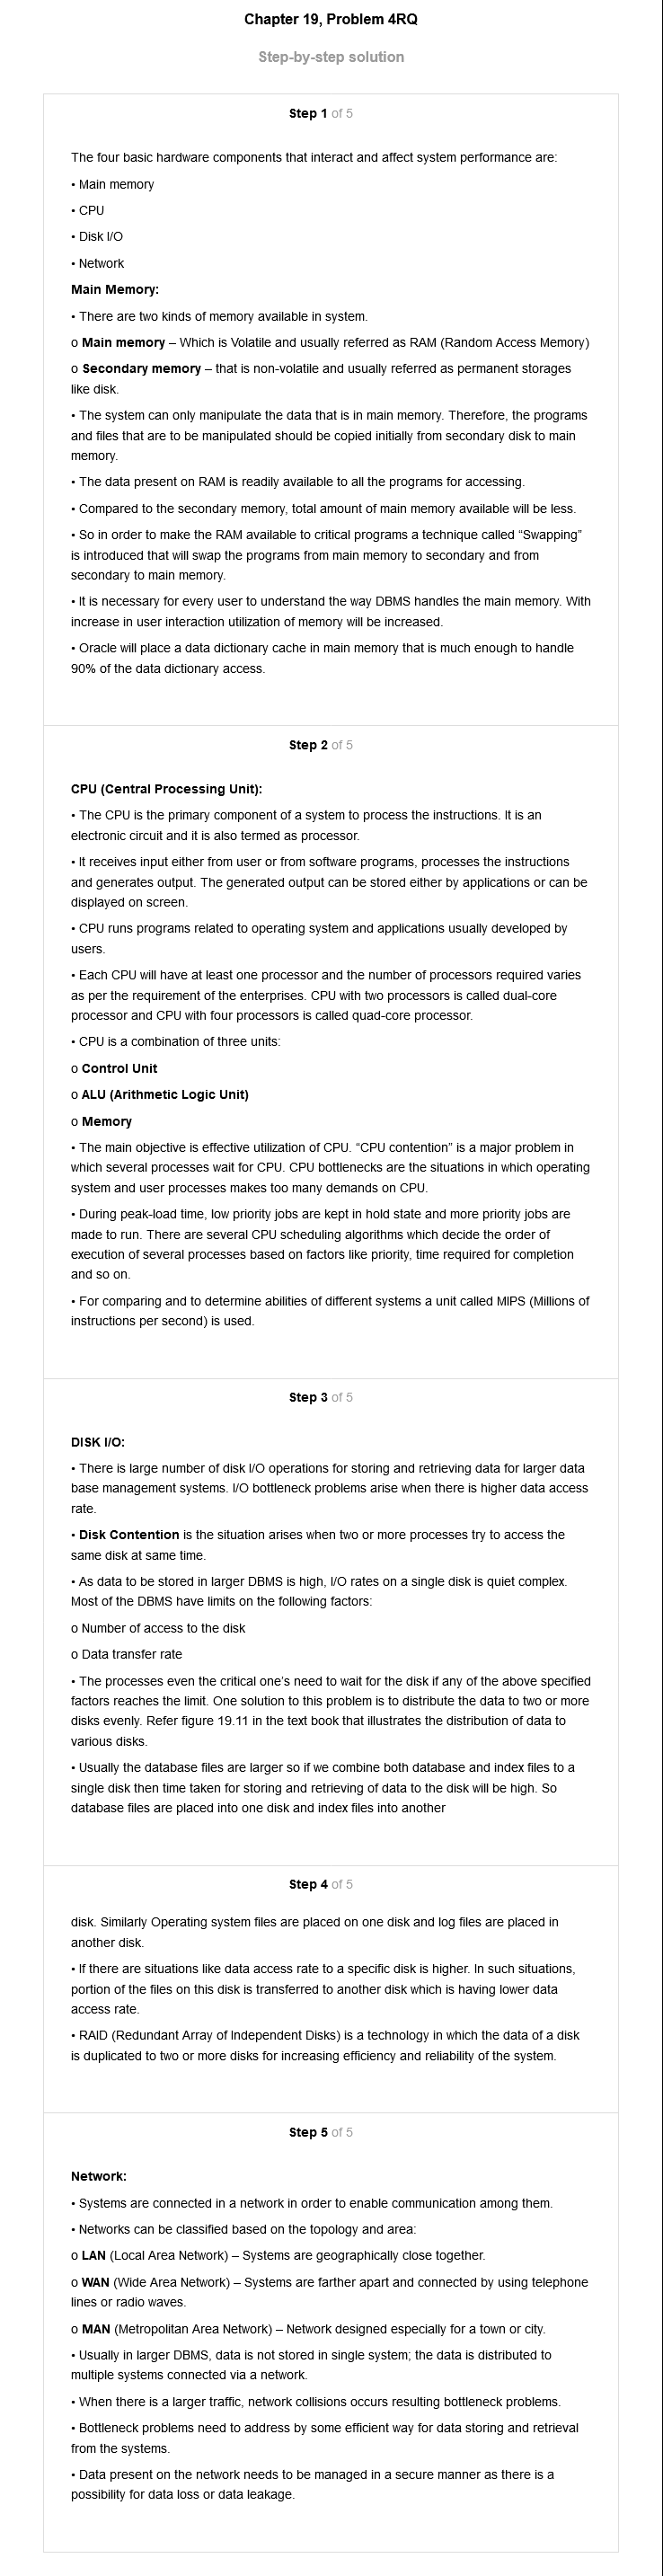 Chapter 19, Problem 4RQ
Step-by-step solution
Step 1 of 5
The four basic hardware components that interact and affect system performance are:
• Main memory
• CPU
• Disk I/O
• Network
Main Memory:
• There are two kinds of memory available in system.
o Main memory – Which is Volatile and usually referred as RAM (Random Access Memory)
o Secondary memory – that is non-volatile and usually referred as permanent storages
like disk.
• The system can only manipulate the data that is in main memory. Therefore, the programs
and files that are to be manipulated should be copied initially from secondary disk to main
memory.
• The data present on RAM is readily available to all the programs for accessing.
• Compared to the secondary memory, total amount of main memory available will be less.
• So in order to make the RAM available to critical programs a technique called “Swapping”
is introduced that will swap the programs from main memory to secondary and from
secondary to main memory.
• It is necessary for every user to understand the way DBMS handles the main memory. With
increase in user interaction utilization of memory will be increased.
• Oracle will place a data dictionary cache in main memory that is much enough to handle
90% of the data dictionary access.
Step 2 of 5
CPU (Central Processing Unit):
• The CPU is the primary component of a system to process the instructions. It is an
electronic circuit and it is also termed as processor.
• It receives input either from user or from software programs, processes the instructions
and generates output. The generated output can be stored either by applications or can be
displayed on screen.
• CPU runs programs related to operating system and applications usually developed by
users.
• Each CPU will have at least one processor and the number of processors required varies
as per the requirement of the enterprises. CPU with two processors is called dual-core
processor and CPU with four processors is called quad-core processor.
• CPU is a combination of three units:
o Control Unit
o ALU (Arithmetic Logic Unit)
o Memory
• The main objective is effective utilization of CPU. “CPU contention” is a major problem in
which several processes wait for CPU. CPU bottlenecks are the situations in which operating
system and user processes makes too many demands on CPU.
• During peak-load time, low priority jobs are kept in hold state and more priority jobs are
made to run. There are several CPU scheduling algorithms which decide the order of
execution of several processes based on factors like priority, time required for completion
and so on.
• For comparing and to determine abilities of different systems a unit called MIPS (Millions of
instructions per second) is used.
Step 3 of 5
DISK I/O:
• There is large number of disk I/O operations for storing and retrieving data for larger data
base management systems. I/O bottleneck problems arise when there is higher data access
rate.
• Disk Contention is the situation arises when two or more processes try to access the
same disk at same time.
• As data to be stored in larger DBMS is high, I/O rates on a single disk is quiet complex.
Most of the DBMS have limits on the following factors:
o Number of access to the disk
o Data transfer rate
• The processes even the critical one’s need to wait for the disk if any of the above specified
factors reaches the limit. One solution to this problem is to distribute the data to two or more
disks evenly. Refer figure 19.11 in the text book that illustrates the distribution of data to
various disks.
• Usually the database files are larger so if we combine both database and index files to a
single disk then time taken for storing and retrieving of data to the disk will be high. So
database files are placed into one disk and index files into another
Step 4 of 5
disk. Similarly Operating system files are placed on one disk and log files are placed in
another disk.
• If there are situations like data access rate to a specific disk is higher. In such situations,
portion of the files on this disk is transferred to another disk which is having lower data
access rate.
• RAID (Redundant Array of Independent Disks) is a technology in which the data of a disk
is duplicated to two or more disks for increasing efficiency and reliability of the system.
Step 5 of 5
Network:
• Systems are connected in a network in order to enable communication among them.
• Networks can be classified based on the topology and area:
o LAN (Local Area Network) – Systems are geographically close together.
o WAN (Wide Area Network) – Systems are farther apart and connected by using telephone
lines or radio waves.
o MAN (Metropolitan Area Network) – Network designed especially for a town or city.
• Usually in larger DBMS, data is not stored in single system; the data is distributed to
multiple systems connected via a network.
• When there is a larger traffic, network collisions occurs resulting bottleneck problems.
• Bottleneck problems need to address by some efficient way for data storing and retrieval
from the systems.
• Data present on the network needs to be managed in a secure manner as there is a
possibility for data loss or data leakage.